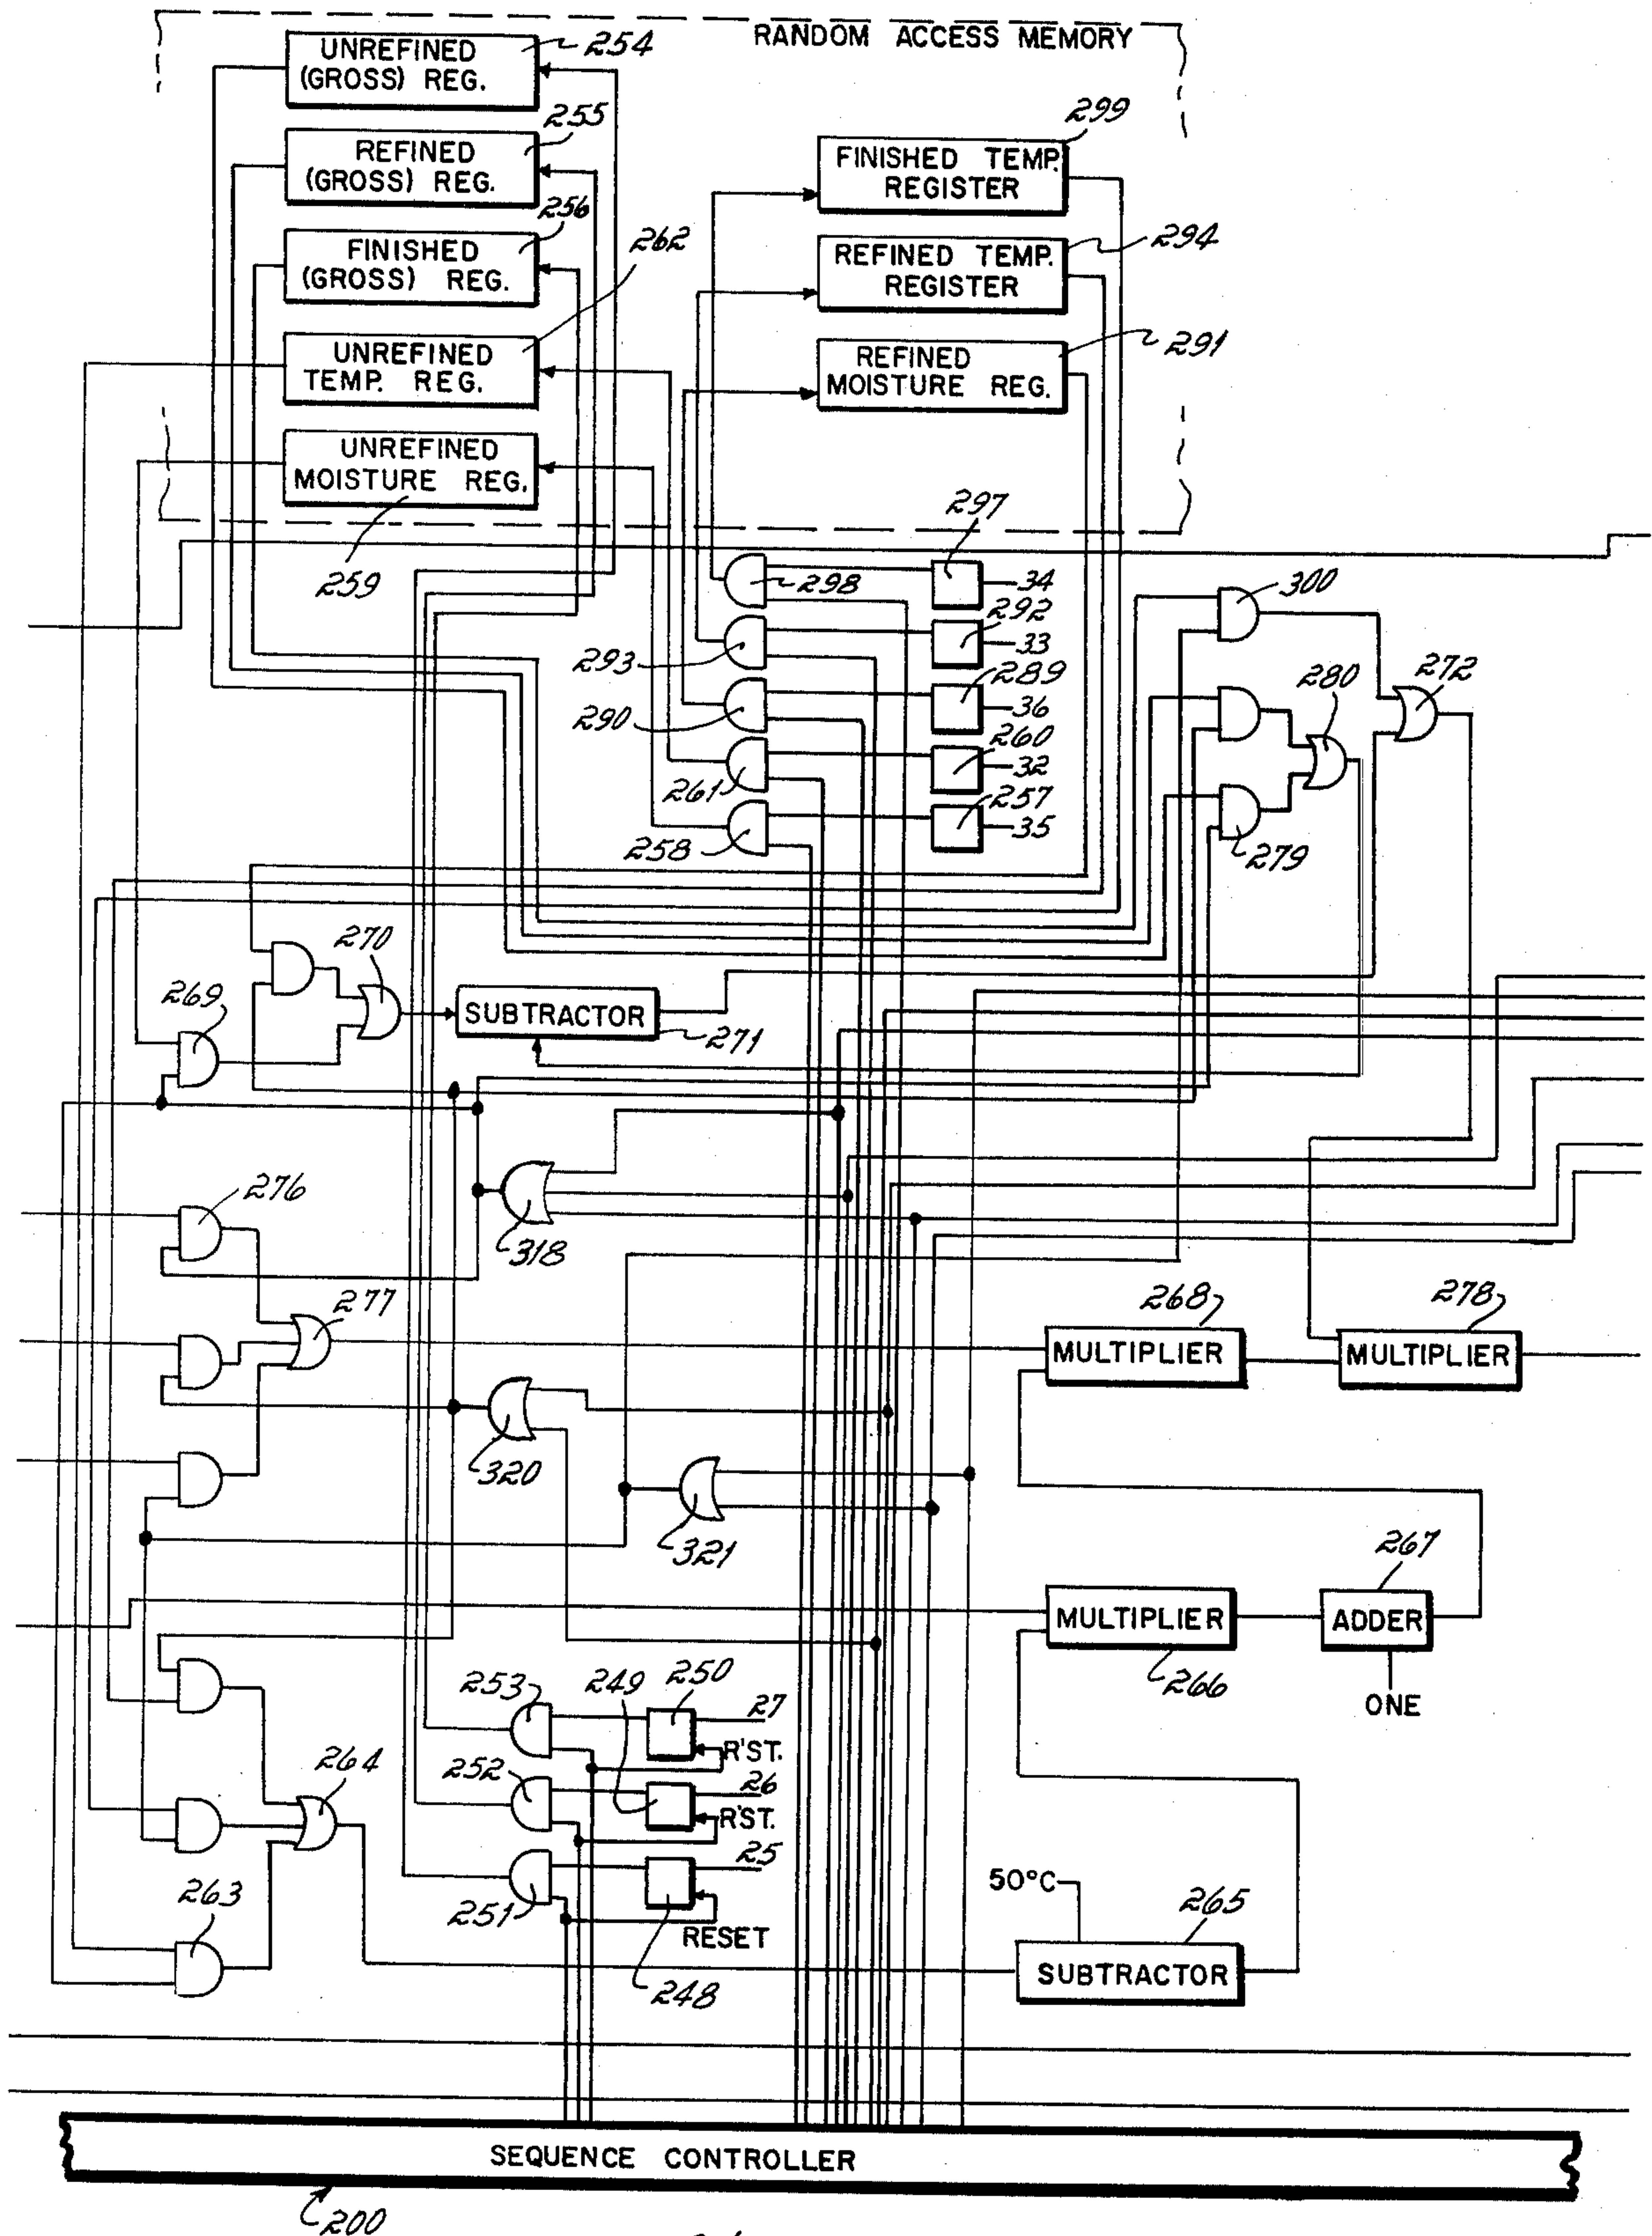 RANDOM ACCESS MEMORY
UNREFINED
(GROSS) REG.
254
REFINED
(GROSS) REG.
255
FINISHED
(GROSS) REG.
256
UNREFINED
TEMP. REG.
262
UNREFINED
MOISTURE REG.
259
FINISHED TEMP.
REGISTER
299
REFINED TEMP.
REGISTER
294
REFINED
MOISTURE REG.
291
297
298
34
292
293
33
289
290
36
260
261
32
257
258
35
300
280
272
279
270
269
SUBTRACTOR
271
276
318
277
268
MULTIPLIER
278
MULTIPLIER
320
321
267
MULTIPLIER
ADDER
266
ONE
253
249
250
27
R'ST.
252
26
R'ST.
264
25
251
RESET
248
263
50°C
265
SUBTRACTOR
SEQUENCE CONTROLLER
200